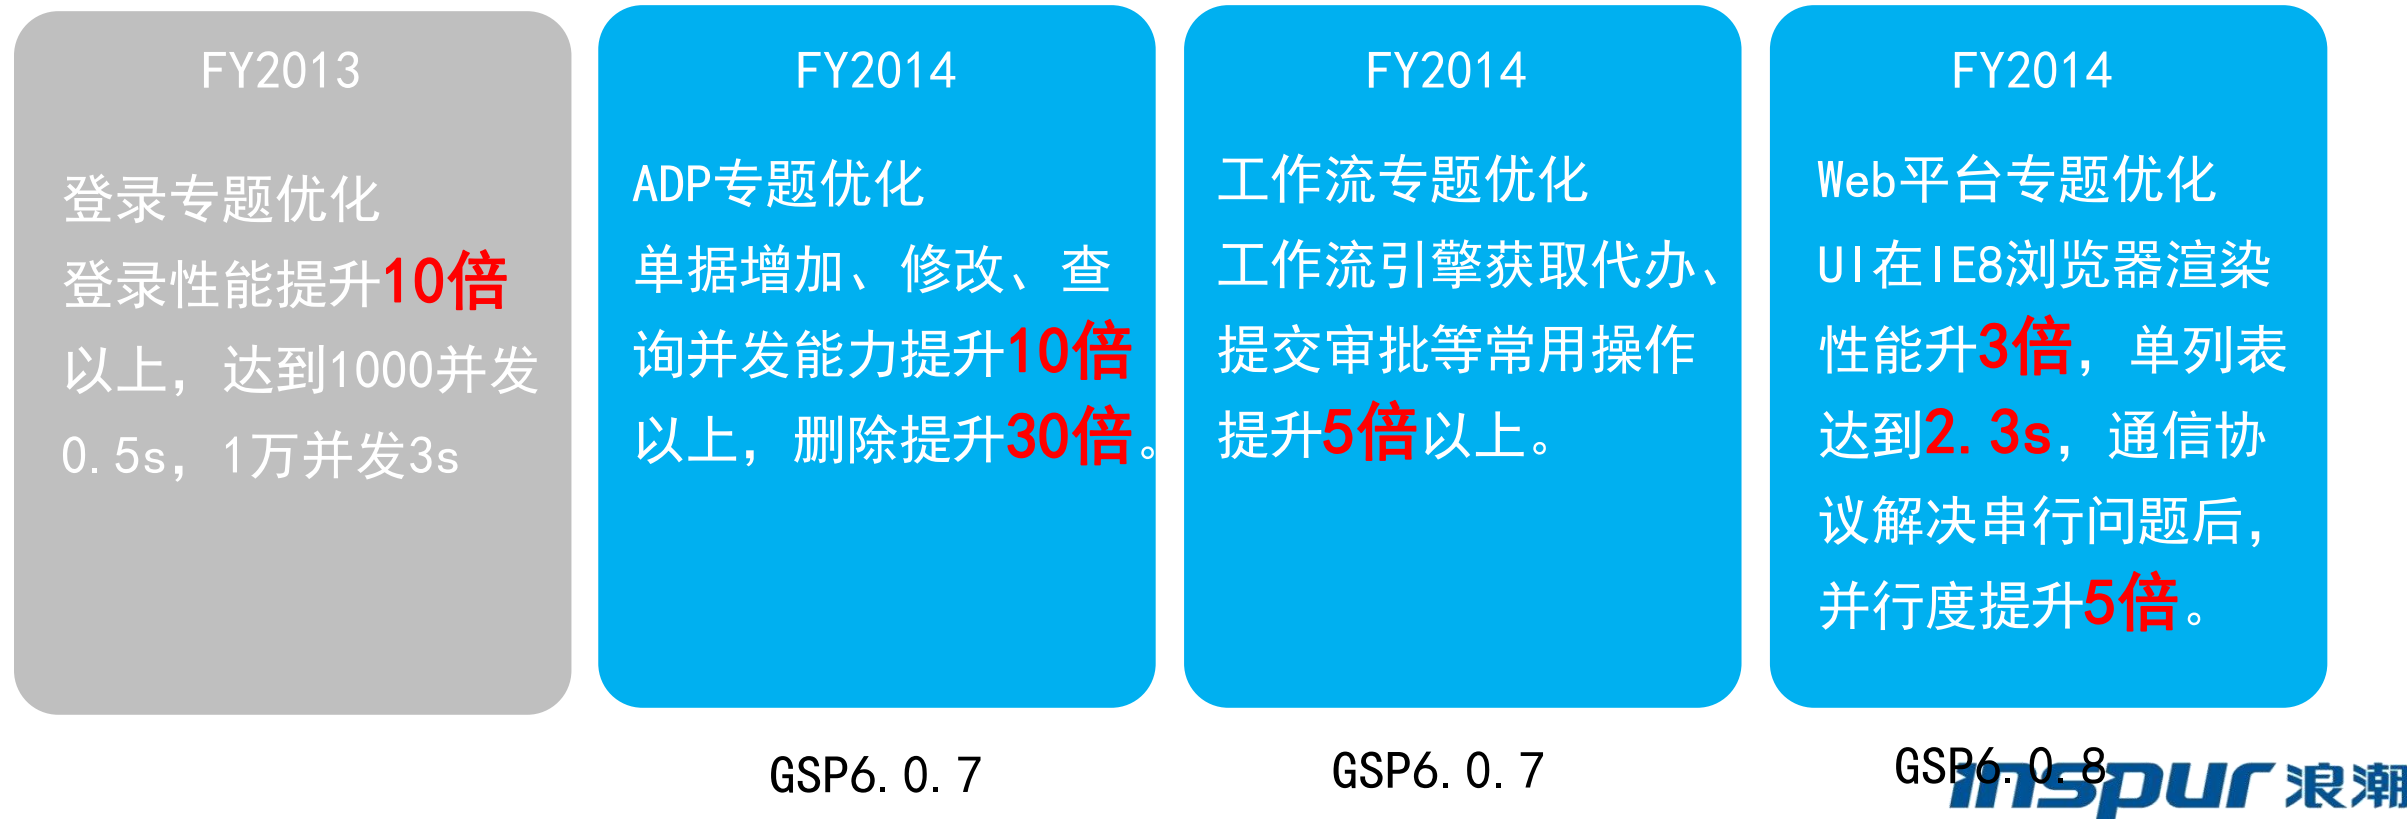 FY2013
登录专题优化
登录性能提升10倍
以上，达到1000并发
0.5s，1万并发3s
FY2014
ADP专题优化
单据增加、修改、查
询并发能力提升10倍
以上，删除提升30倍。
FY2014
工作流专题优化
工作流引擎获取代办、
提交审批等常用操作
提升5倍以上。
FY2014
Web平台专题优化
UI在IE8浏览器渲染
性能升3倍，单列表
达到2.3s，通信协
议解决串行问题后，
并行度提升5倍。
GSP6.0.7
GSP6.0.7
GSP6.0.8
inspur 浪潮